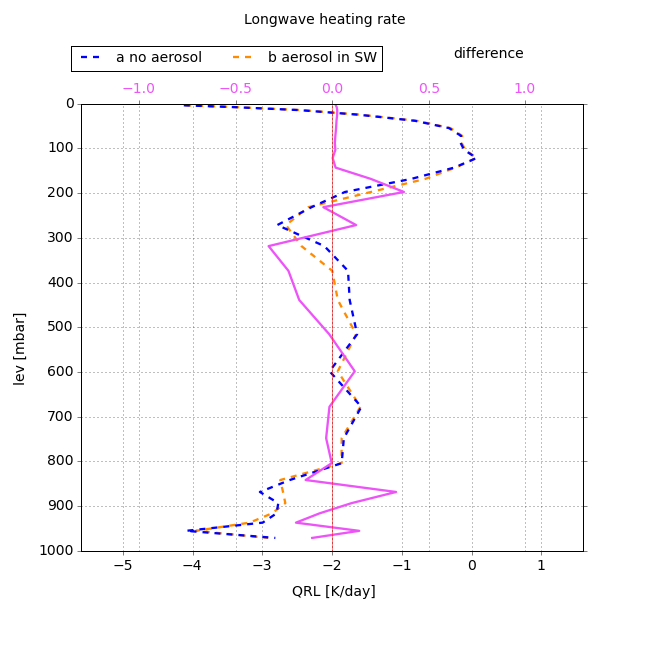 Longwave heating rate
a no aerosol b aerosol in SW difference
−1.0 −0.5 0.0 0.5 1.0
0
100
200
300
400
500
600
700
800
900
1000
lev [mbar]
−5 −4 −3 −2 −1 0 1
QRL [K/day]